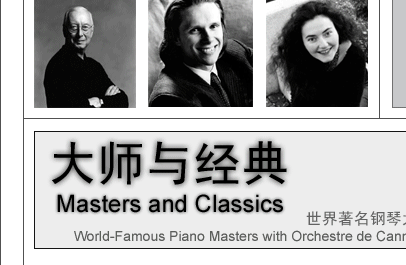 大师与经典
Masters and Classics
世界著名钢琴
World-Famous Piano Masters with Orchestre de